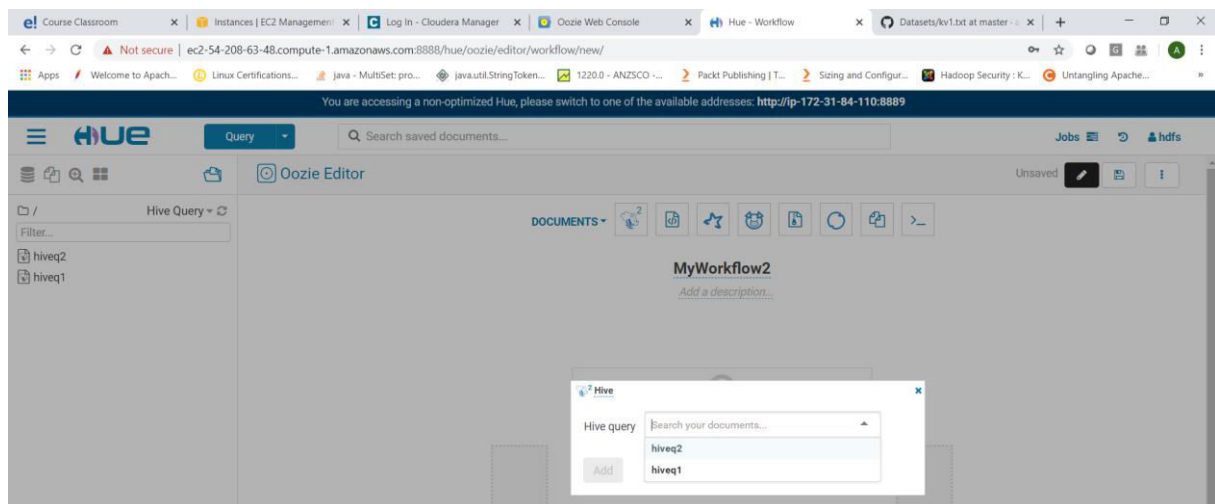 Course Classroom
Instances | EC2 Management
Log In - Cloudera Manager
Oozie Web Console
Hue - Workflow
Datasets/kv1.txt at master
Not secure | ec2-54-208-63-48.compute-1.amazonaws.com:8888/hue/oozie/editor/workflow/new/
Apps
Welcome to Apach...
Linux Certifications...
java - MultiSet: pro...
java.util.StringToken...
1220.0 - ANZSCO -...
Packt Publishing | T...
Sizing and Configur...
Hadoop Security : K...
Untangling Apache...
You are accessing a non-optimized Hue, please switch to one of the available addresses: http://ip-172-31-84-110:8889
HUE
Query
Search saved documents...
Jobs
hdfs
Oozie Editor
Unsaved
/
Hive Query
Filter...
hiveq2
hiveq1
DOCUMENTS
2
MyWorkflow2
Add a description...
2 Hive
Hive query
Search your documents...
hiveq2
hiveq1
Add